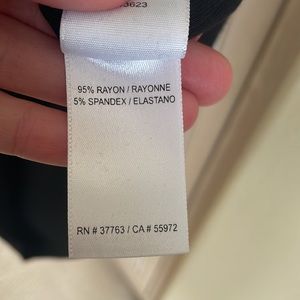 95% RAYON / RAYONNE
5% SPANDEX / ELASTANO
RN # 37763 / CA # 55972